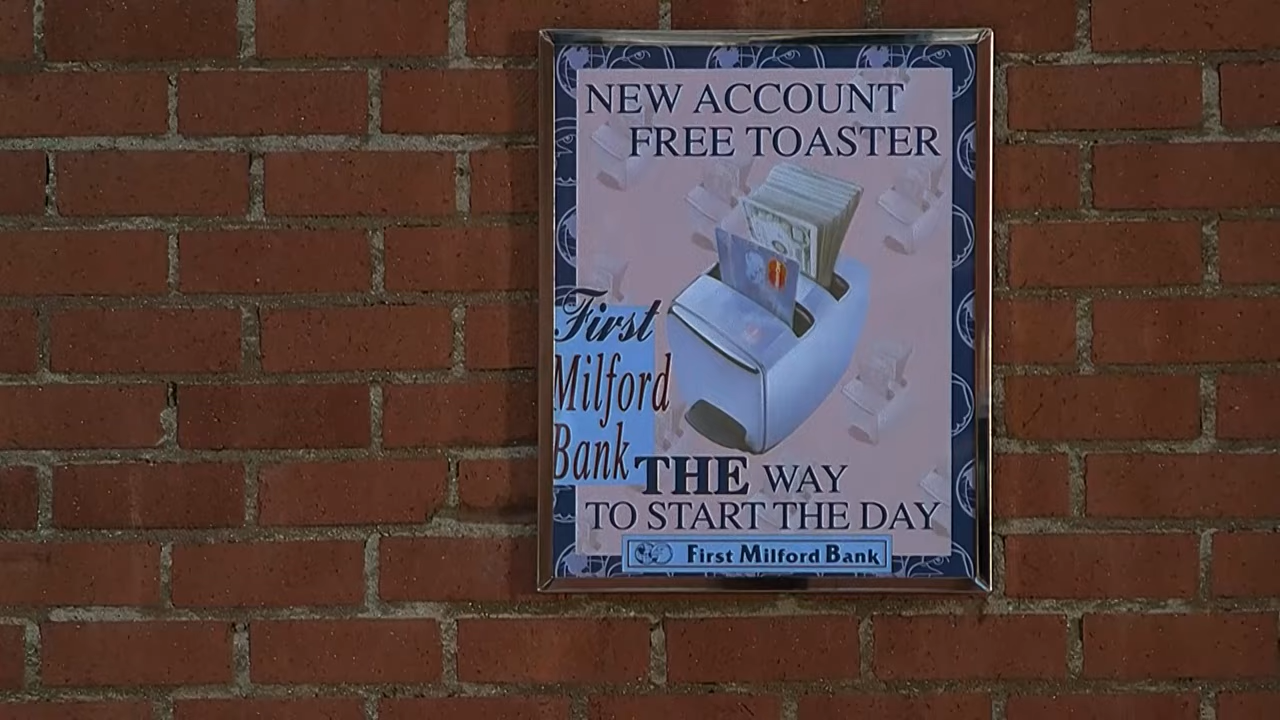 NEW ACCOUNT
FREE TOASTER
First
Milford
Bank
THE WAY
TO START THE DAY
First Milford Bank